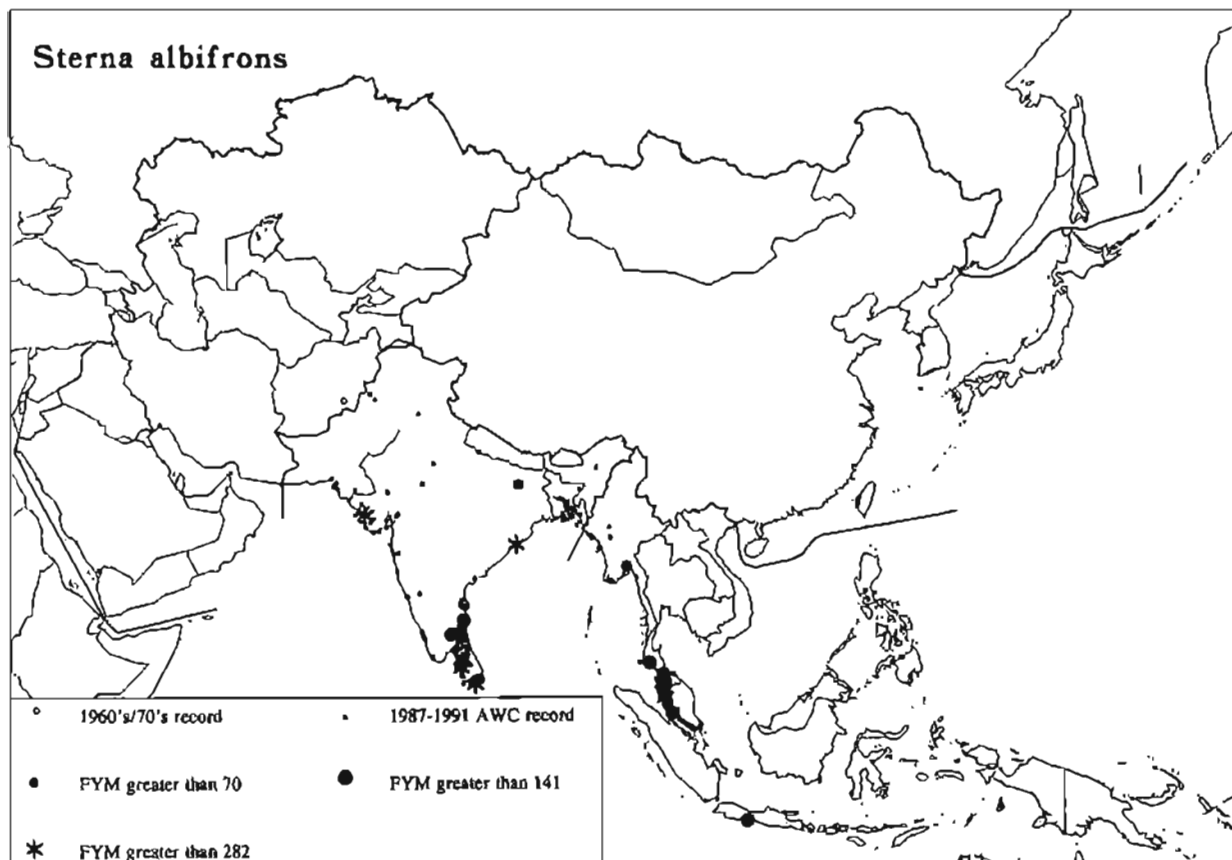 Sterna albifrons
1960's/70's record
1987-1991 AWC record
FYM greater than 70
FYM greater than 141
FYM greater than 282